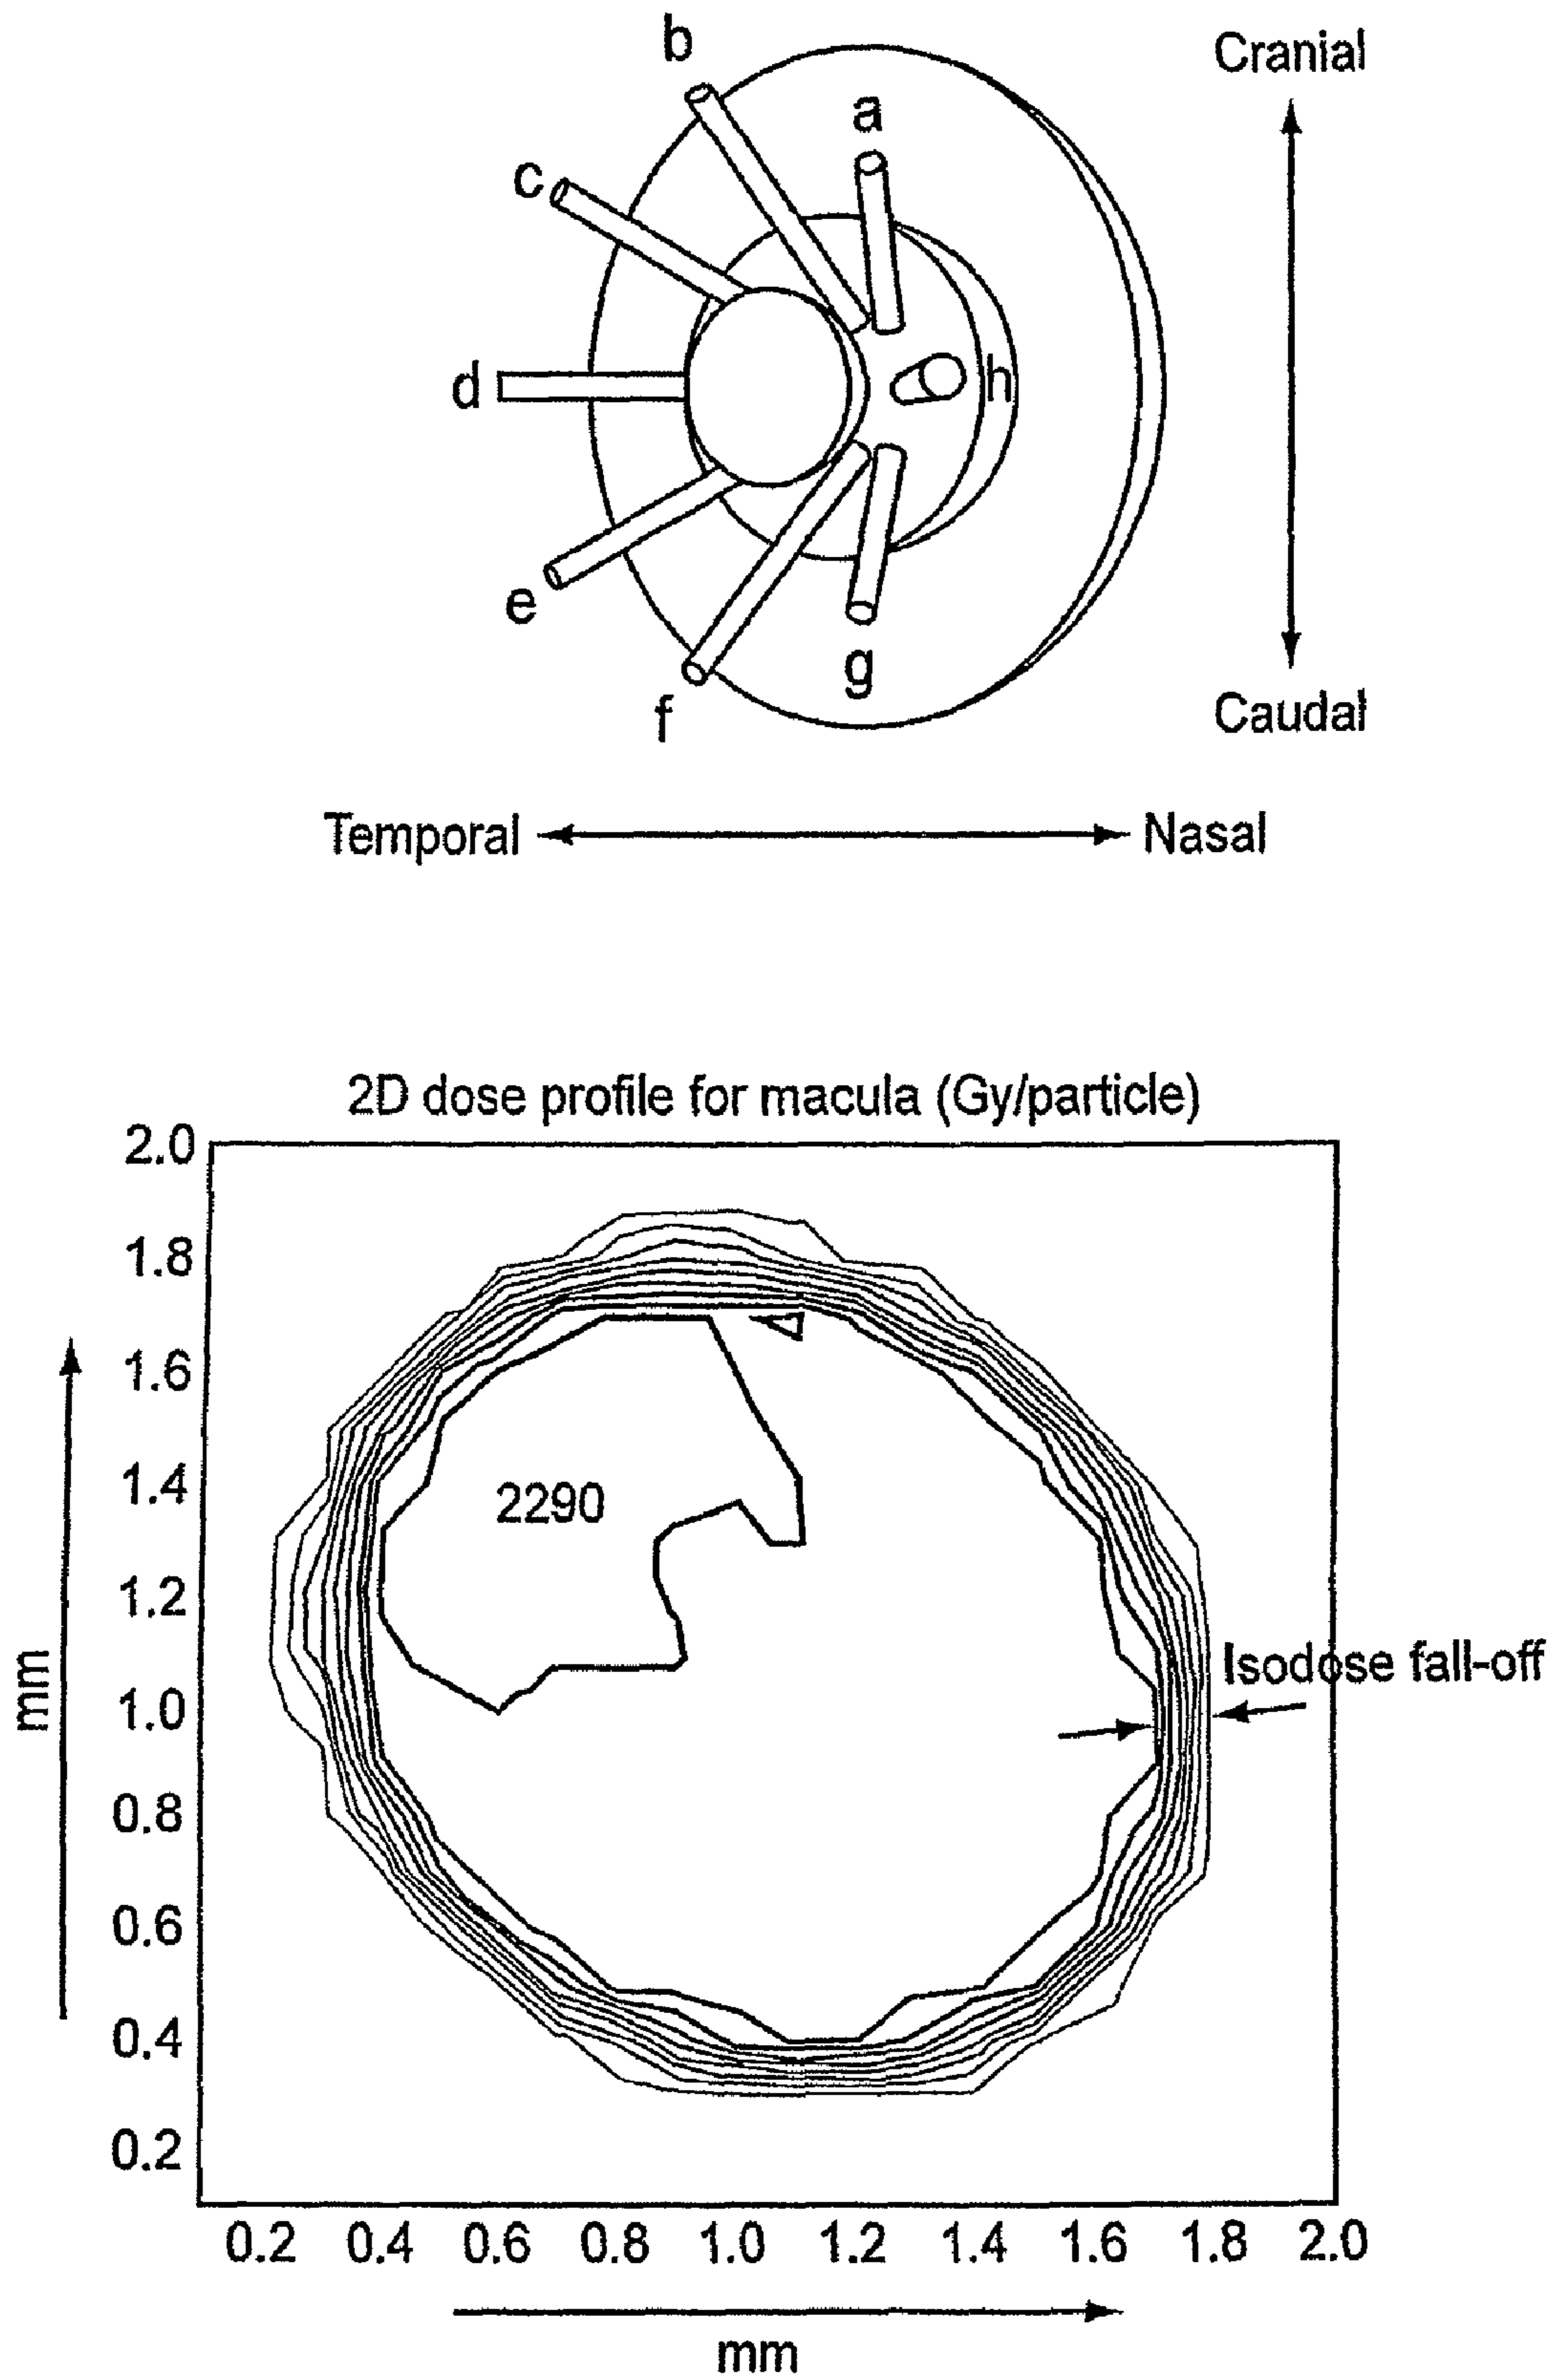 b
Cranial
a
c
d
h
e
g
f
Caudal
Temporal
Nasal
2D dose profile for macula (Gy/particle)
2.0
1.8
1.6
1.4
2290
1.2
Isodose fall-off
1.0
mm
0.8
0.6
0.4
0.2
0.2 0.4 0.6 0.8 1.0 1.2 1.4 1.6 1.8 2.0
mm